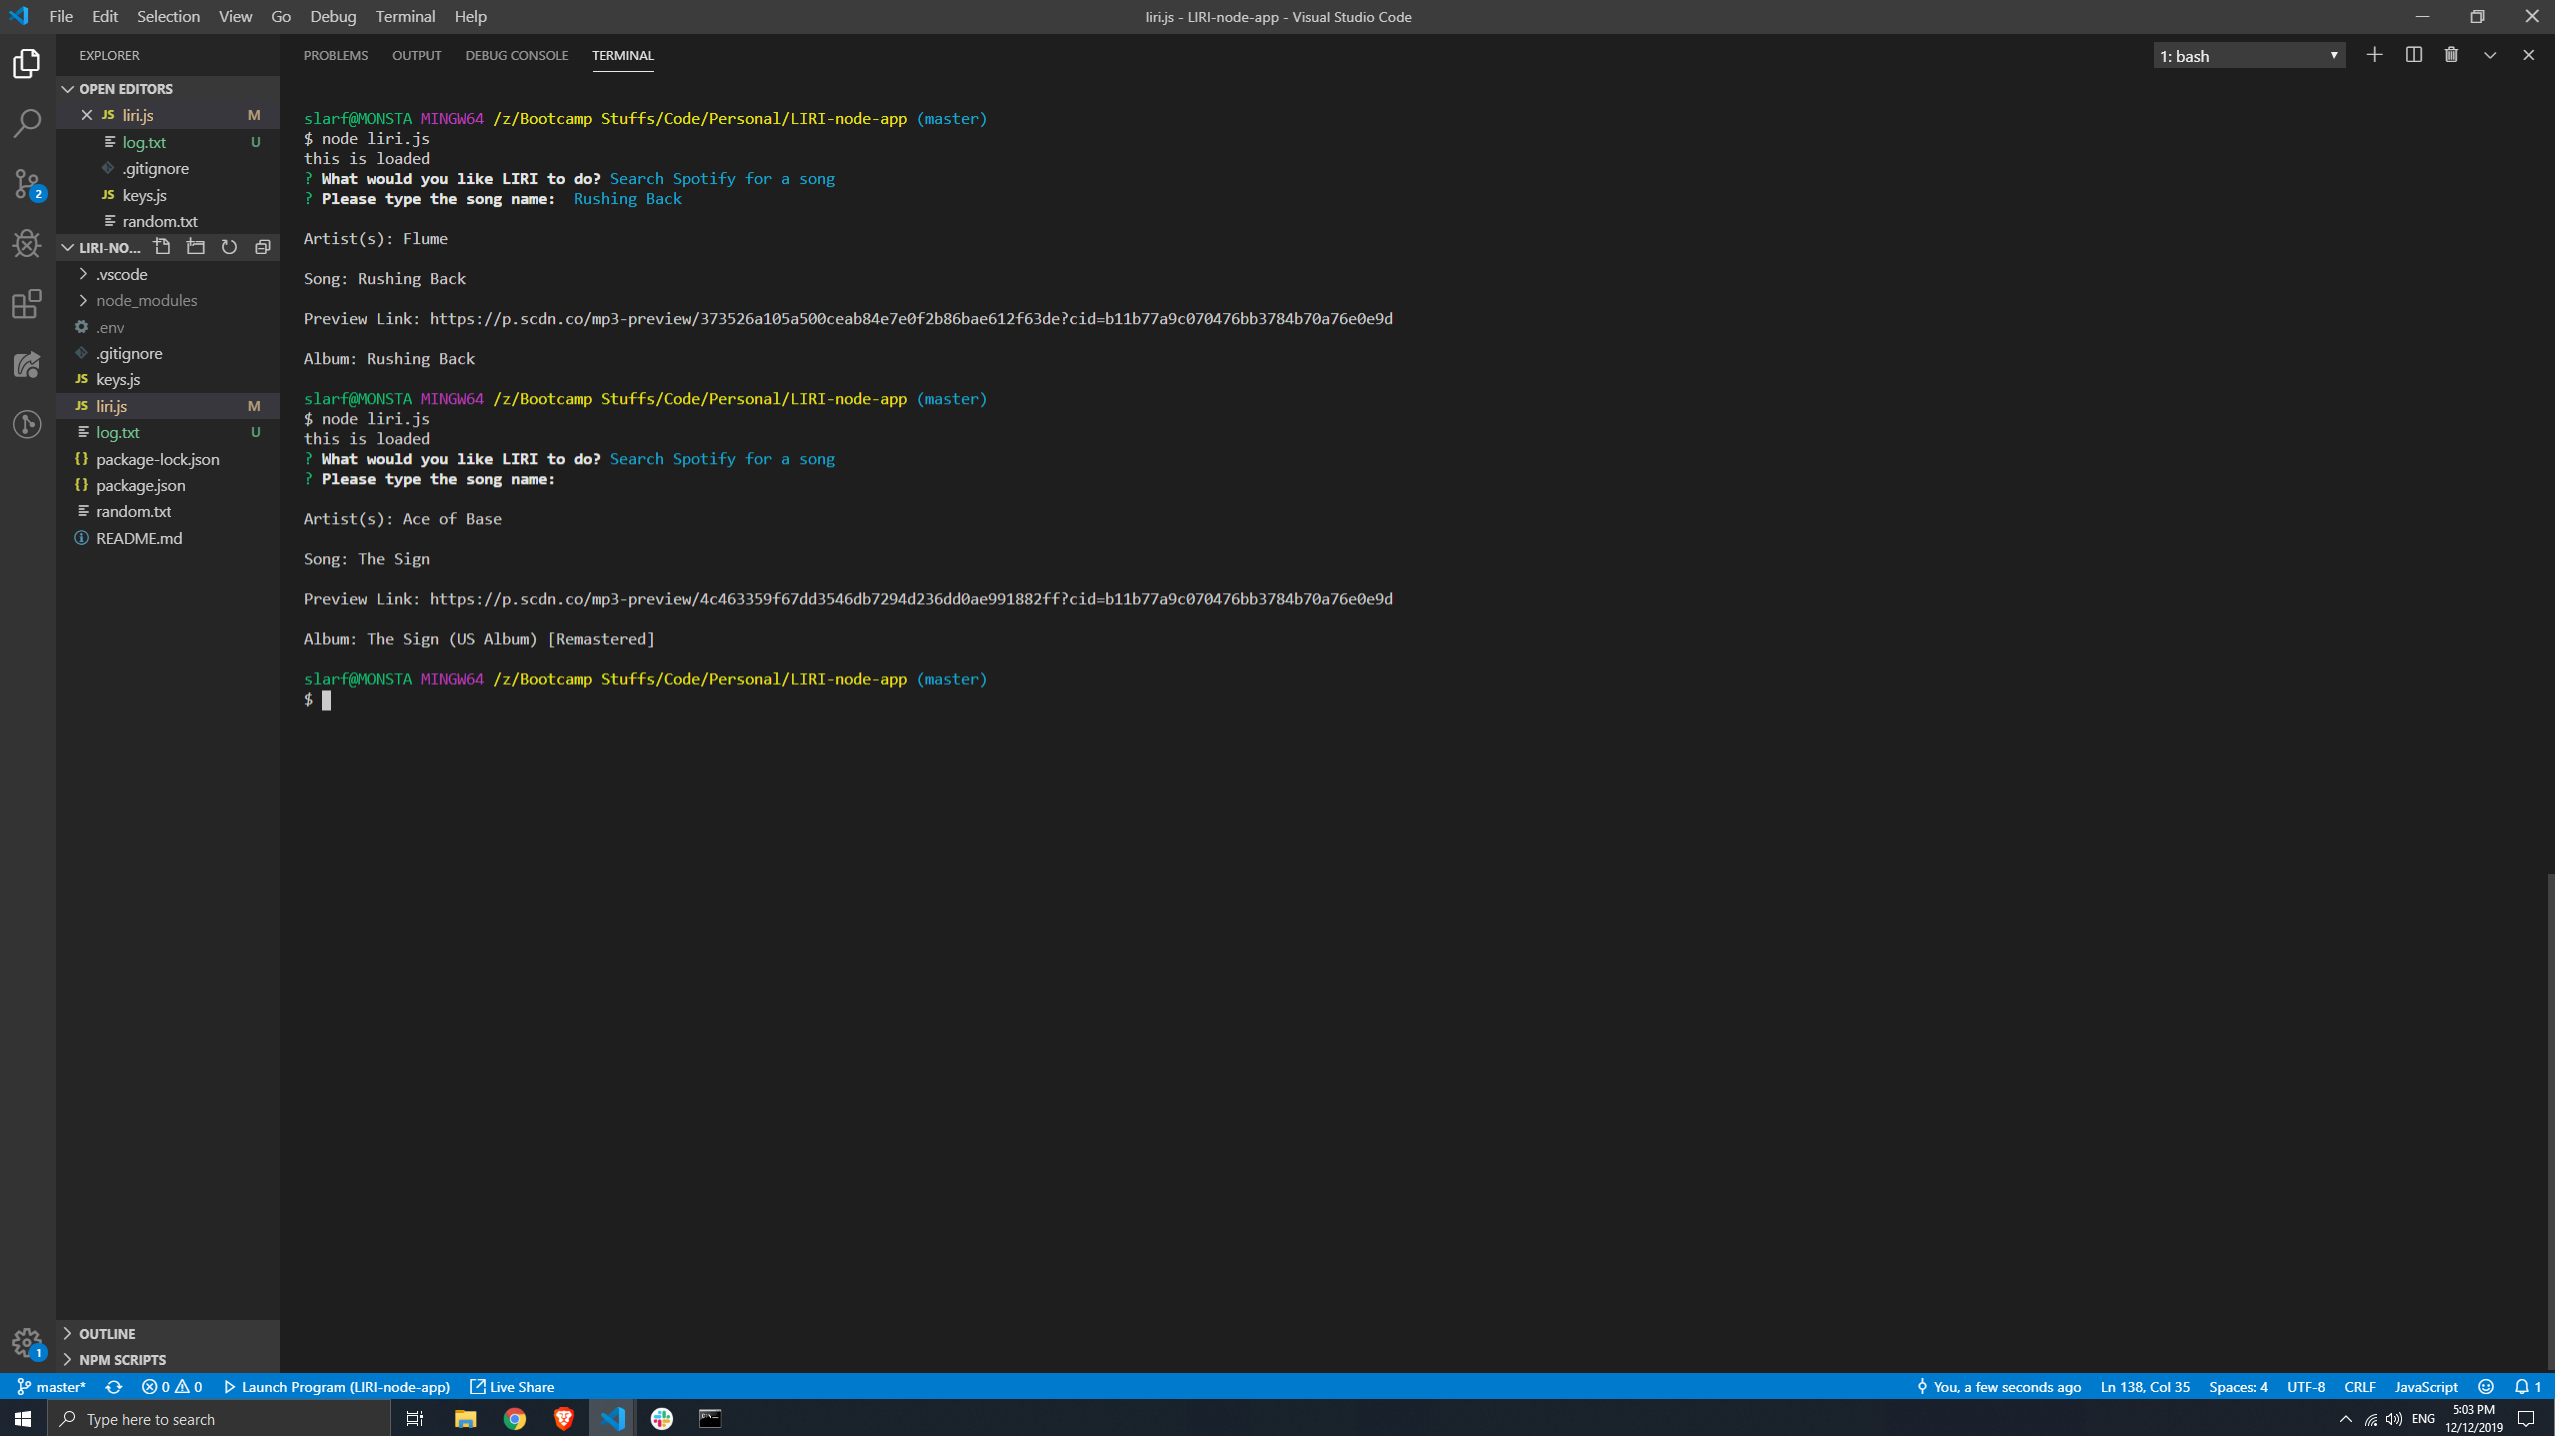 File Edit Selection View Go Debug Terminal Help
liri.js - LIRI-node-app - Visual Studio Code
EXPLORER
OPEN EDITORS
JS liri.js M
log.txt U
.gitignore
JS keys.js
random.txt
LIRI-NO...
.vscode
node_modules
.env
.gitignore
JS keys.js
JS liri.js M
log.txt U
{} package-lock.json
{} package.json
random.txt
README.md
OUTLINE
NPM SCRIPTS
2
1
PROBLEMS OUTPUT DEBUG CONSOLE TERMINAL
1: bash
slarf@MONSTA MINGW64 /z/Bootcamp Stuffs/Code/Personal/LIRI-node-app (master)
$ node liri.js
this is loaded
? What would you like LIRI to do? Search Spotify for a song
? Please type the song name:  Rushing Back
Artist(s): Flume
Song: Rushing Back
Preview Link: https://p.scdn.co/mp3-preview/373526a105a500ceab84e7e0f2b86bae612f63de?cid=b11b77a9c070476bb3784b70a76e0e9d
Album: Rushing Back
slarf@MONSTA MINGW64 /z/Bootcamp Stuffs/Code/Personal/LIRI-node-app (master)
$ node liri.js
this is loaded
? What would you like LIRI to do? Search Spotify for a song
? Please type the song name:
Artist(s): Ace of Base
Song: The Sign
Preview Link: https://p.scdn.co/mp3-preview/4c463359f67dd3546db7294d236dd0ae991882ff?cid=b11b77a9c070476bb3784b70a76e0e9d
Album: The Sign (US Album) [Remastered]
slarf@MONSTA MINGW64 /z/Bootcamp Stuffs/Code/Personal/LIRI-node-app (master)
$
master* 0 0 Launch Program (LIRI-node-app) Live Share
You, a few seconds ago Ln 138, Col 35 Spaces: 4 UTF-8 CRLF JavaScript 1
Type here to search
ENG
5:03 PM
12/12/2019